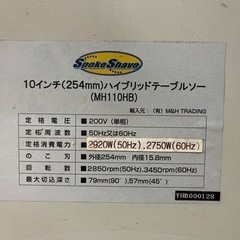 SpokeShave
10インチ(254mm)ハイブリッドテーブルソー
(MH110HB)
輸入元:(有) M&H TRADING
定格電圧 200V (単相)
定格周波数 50Hz又は60Hz
定格消費電力 2920W(50Hz),2750W(60Hz)
のこ刃 外径254mm 内径15.8mm
回転数 2850rpm(50Hz),3450rpm(60Hz)
最大切込深さ 79mm(90゜),57mm(45゜)
YHB000128